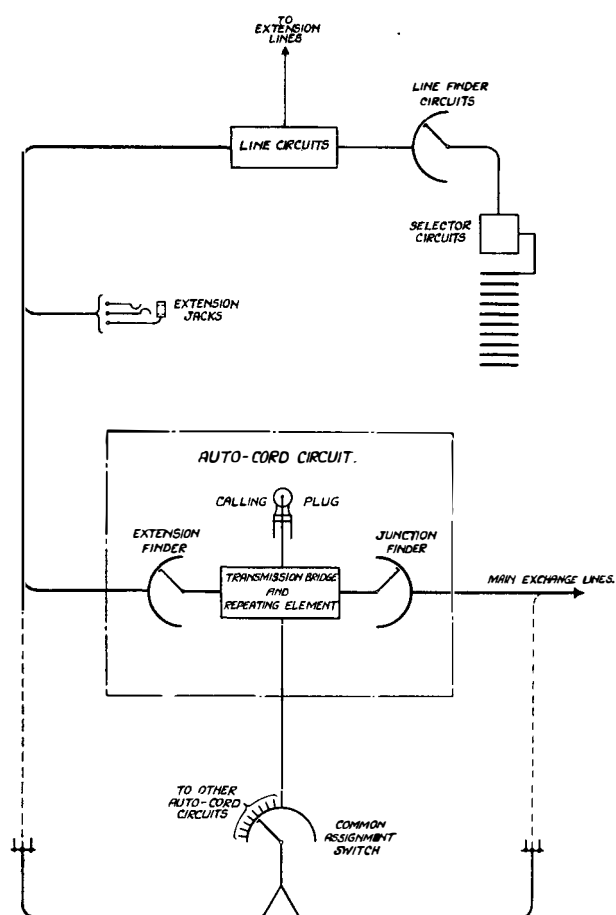 TO
EXTENSION
LINES
LINE FINDER
CIRCUITS
LINE CIRCUITS
SELECTOR
CIRCUITS
EXTENSION
JACKS
AUTO-CORD CIRCUIT.
CALLING PLUG
EXTENSION
FINDER
JUNCTION
FINDER
TRANSMISSION BRIDGE
AND
REPEATING ELEMENT
MAIN EXCHANGE LINES.
TO OTHER
AUTO-CORD
CIRCUITS
COMMON
ASSIGNMENT
SWITCH